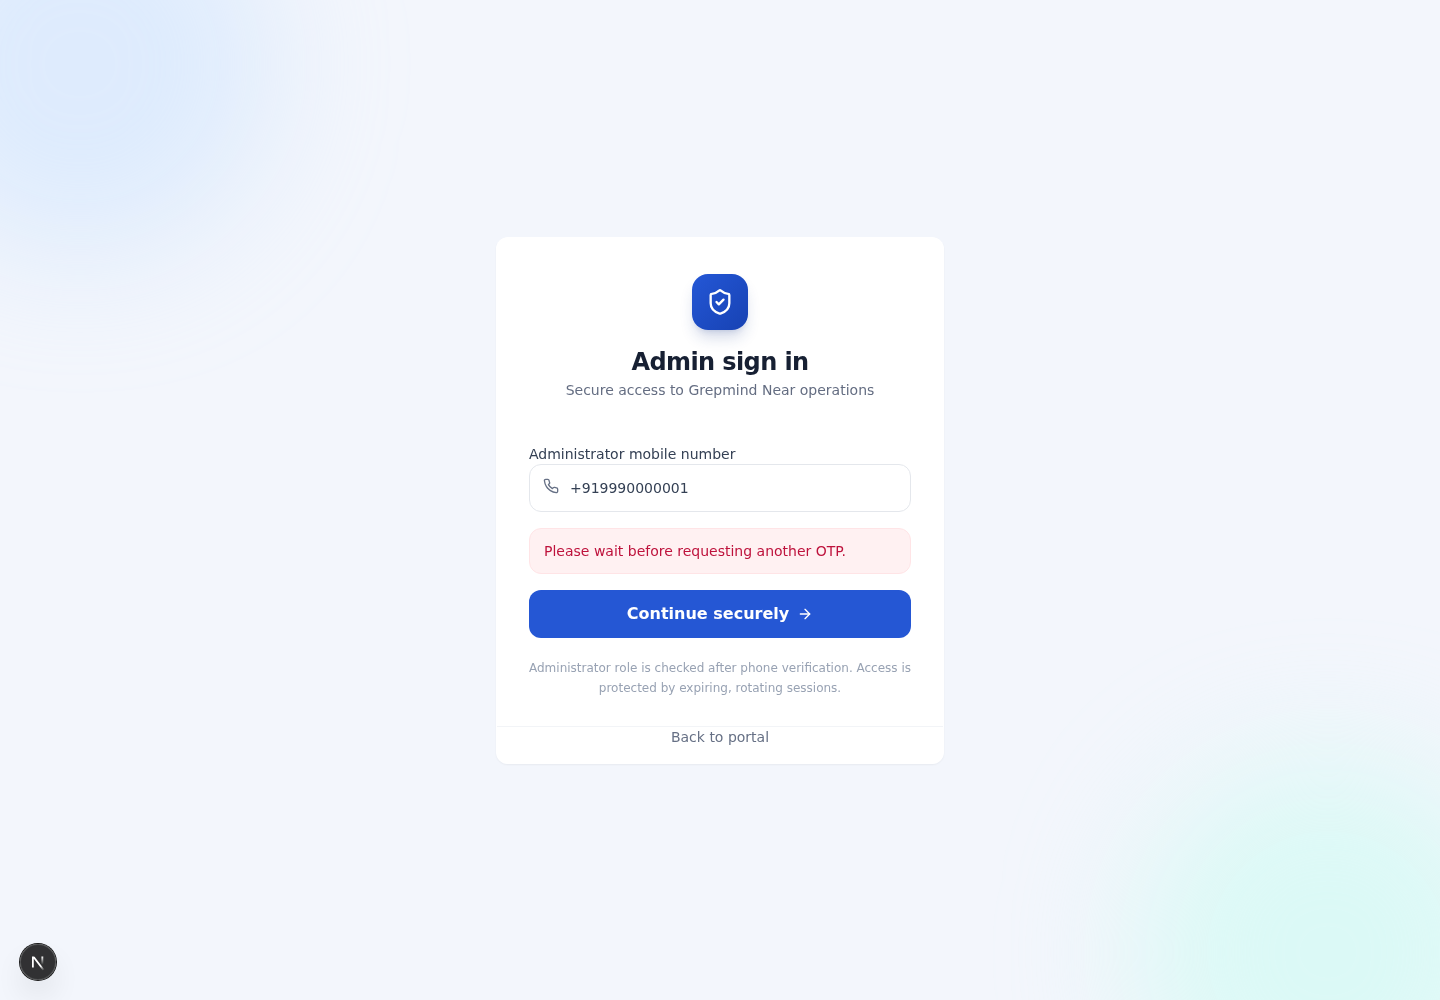 Admin sign in
Secure access to Grepmind Near operations
Administrator mobile number
+919990000001
Please wait before requesting another OTP.
Continue securely
Administrator role is checked after phone verification. Access is
protected by expiring, rotating sessions.
Back to portal
N